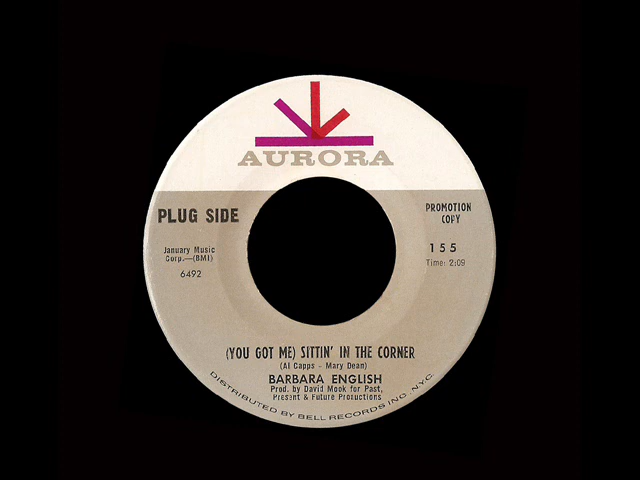 AURORA
PLUG SIDE
PROMOTION
COPY
January Music
Corp.—(BMI)
6492
155
Time: 2:09
(YOU GOT ME) SITTIN' IN THE CORNER
(Al Capps - Mary Dean)
BARBARA ENGLISH
Prod. by David Mook for Past,
Present & Future Productions
DISTRIBUTED BY BELL RECORDS INC. NYC